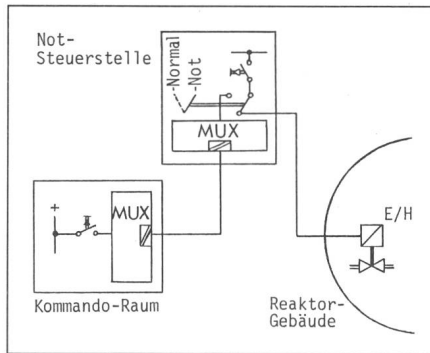 Not-
Steuerstelle
-Normal
-Not
MUX
+
MUX
Kommando-Raum
E/H
Reaktor-
Gebäude